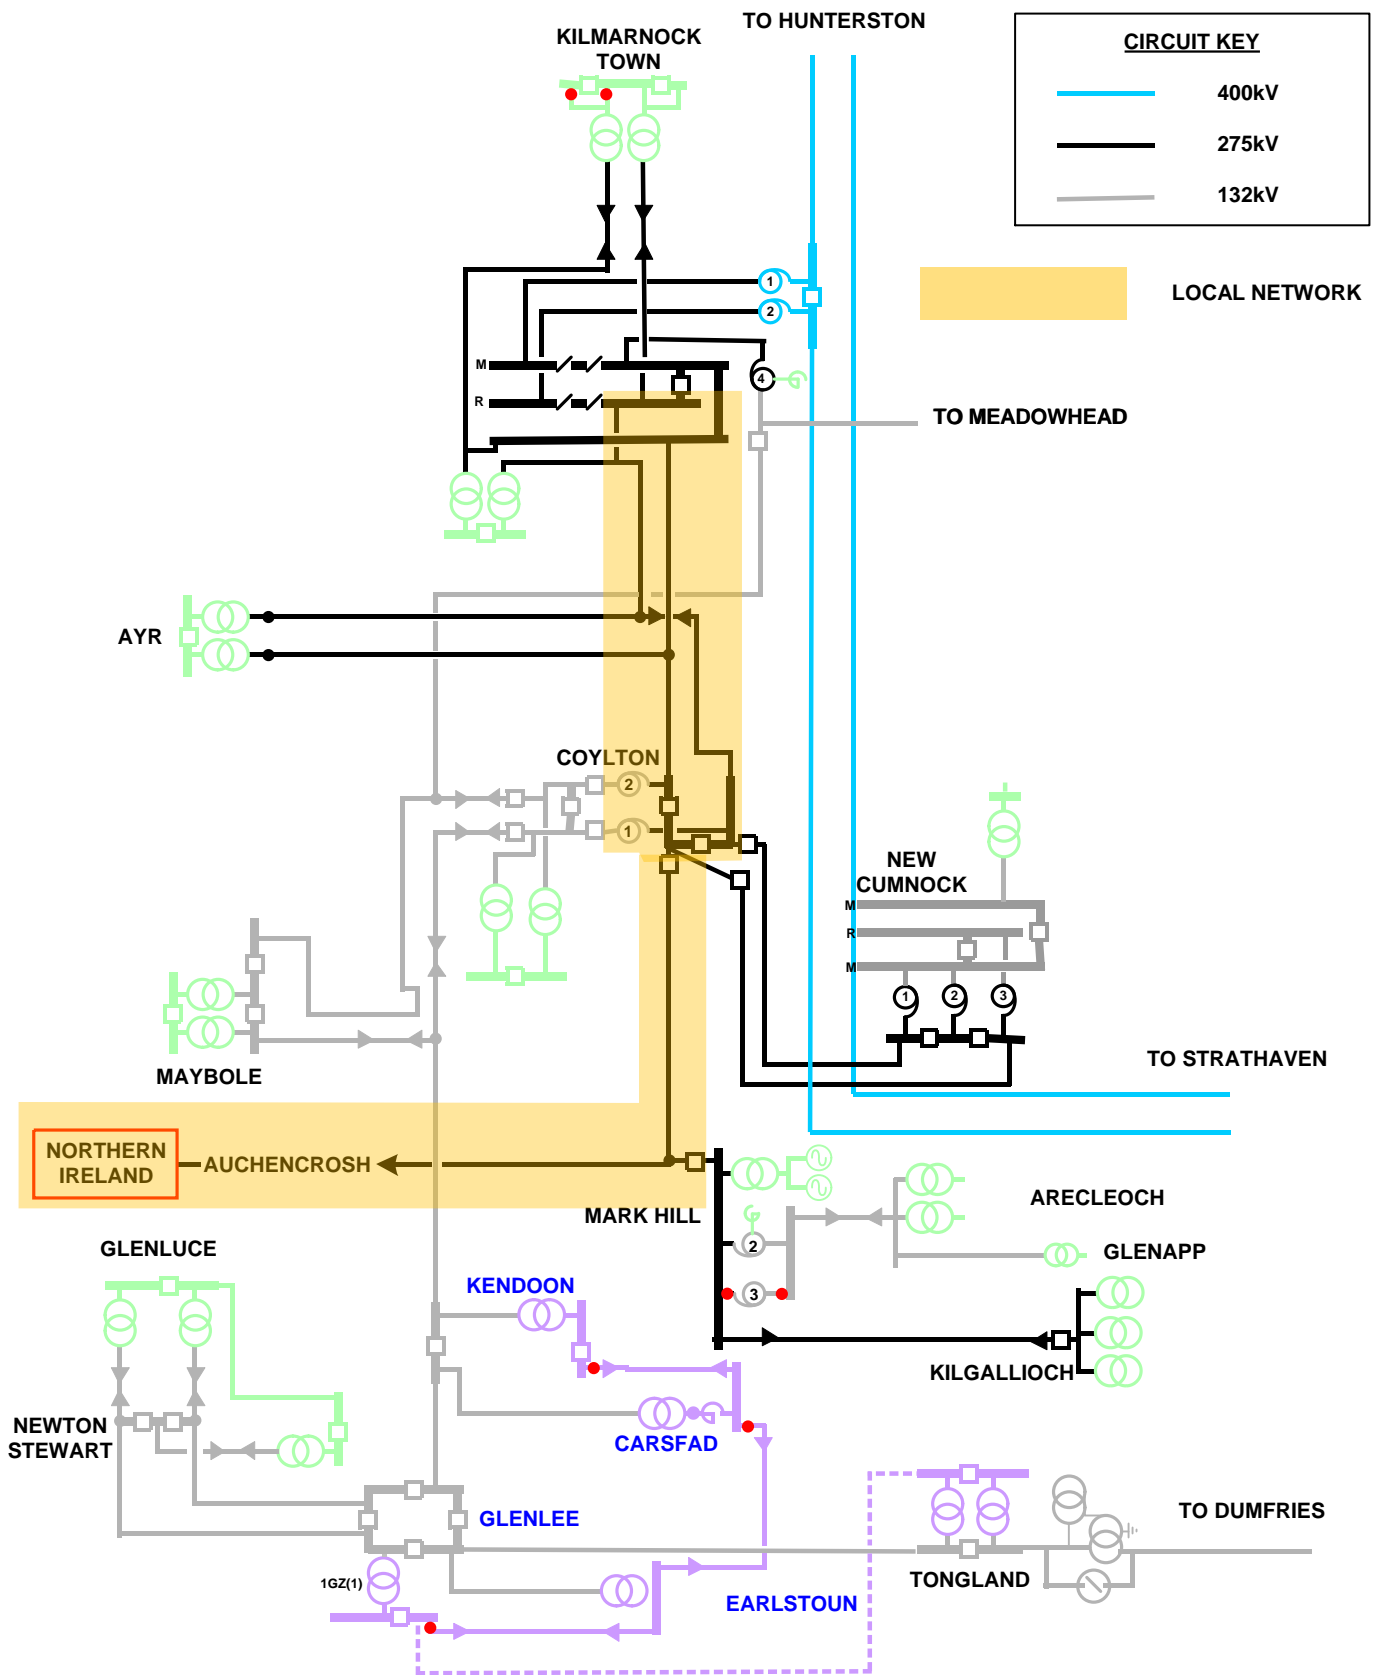 TO HUNTERSTON
KILMARNOCK
TOWN
CIRCUIT KEY
400kV
275kV
132kV
LOCAL NETWORK
1
2
M
4
R
TO MEADOWHEAD
AYR
COYLTON
2
1
NEW
CUMNOCK
M
R
M
1
2
3
MAYBOLE
TO STRATHAVEN
NORTHERN
IRELAND
AUCHENCROSH
MARK HILL
ARECLEOCH
2
GLENLUCE
GLENAPP
KENDOON
3
KILGALLIOCH
NEWTON
STEWART
CARSFAD
GLENLEE
TO DUMFRIES
1GZ(1)
TONGLAND
EARLSTOUN